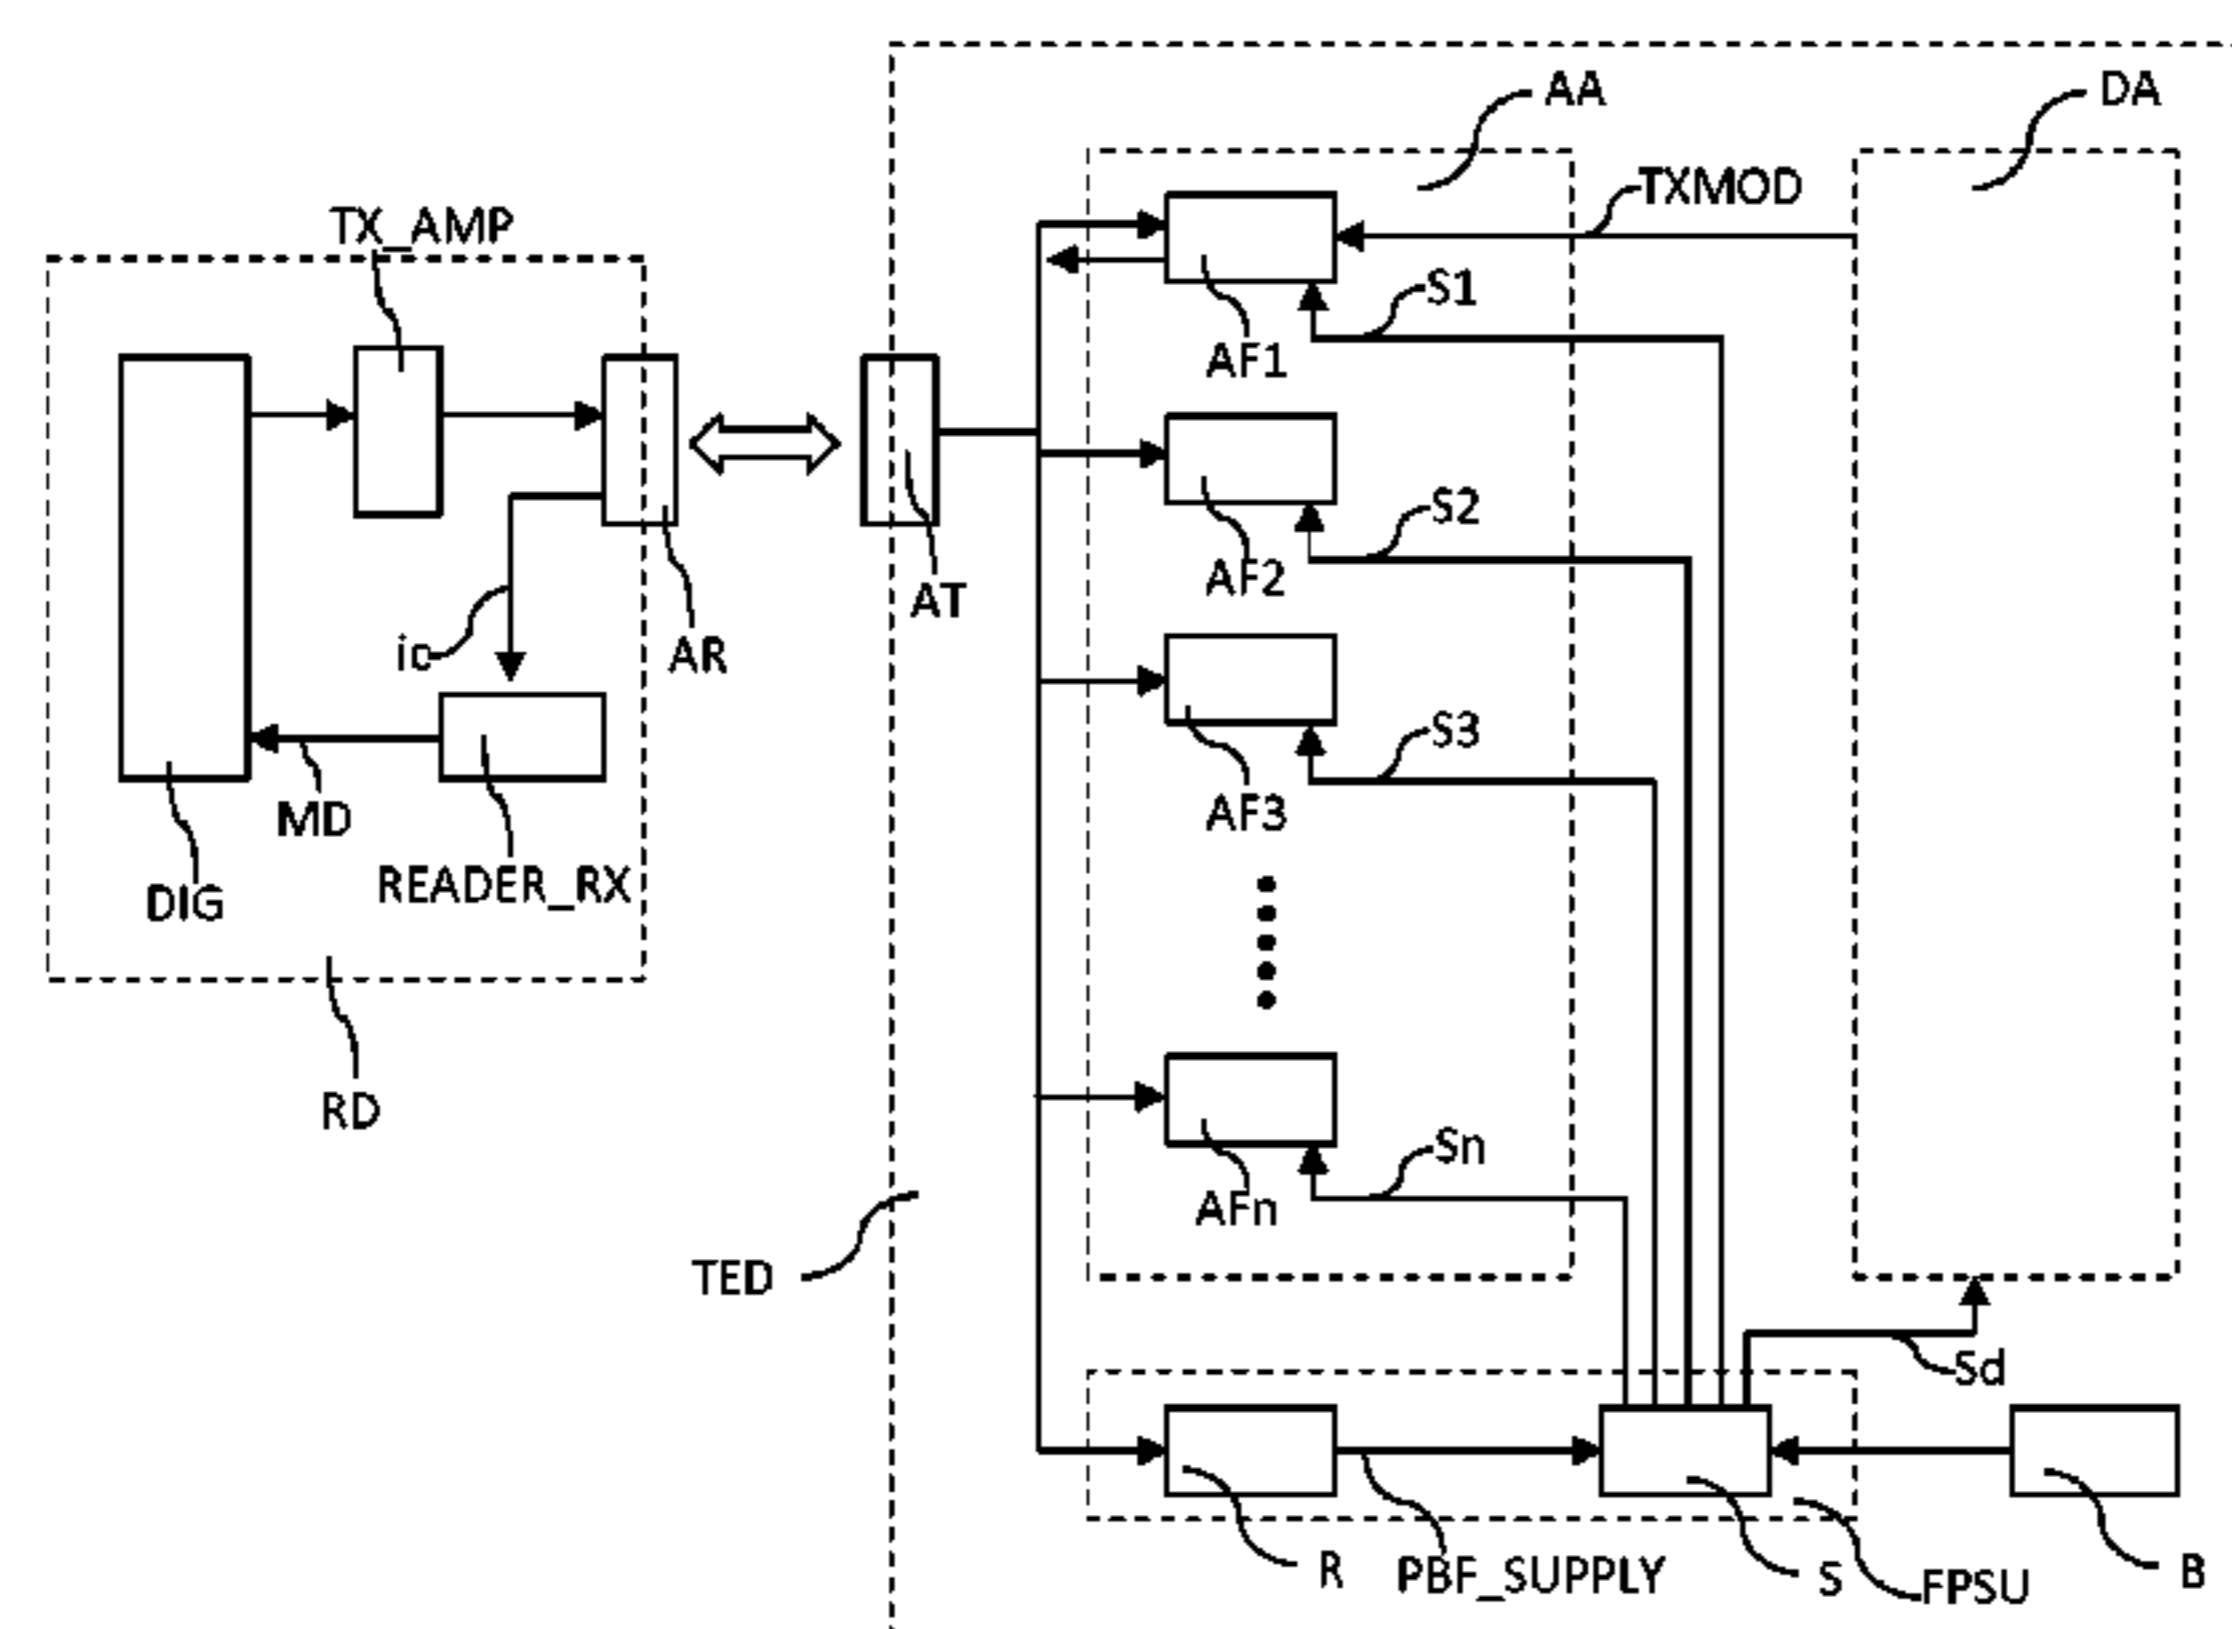 AA
DA
TX_AMP
TXMOD
S1
AF1
S2
AF2
AT
ic
AR
S3
AF3
MD
READER_RX
DIG
RD
Sn
AFn
TED
Sd
R
PBF_SUPPLY
S
FPSU
B